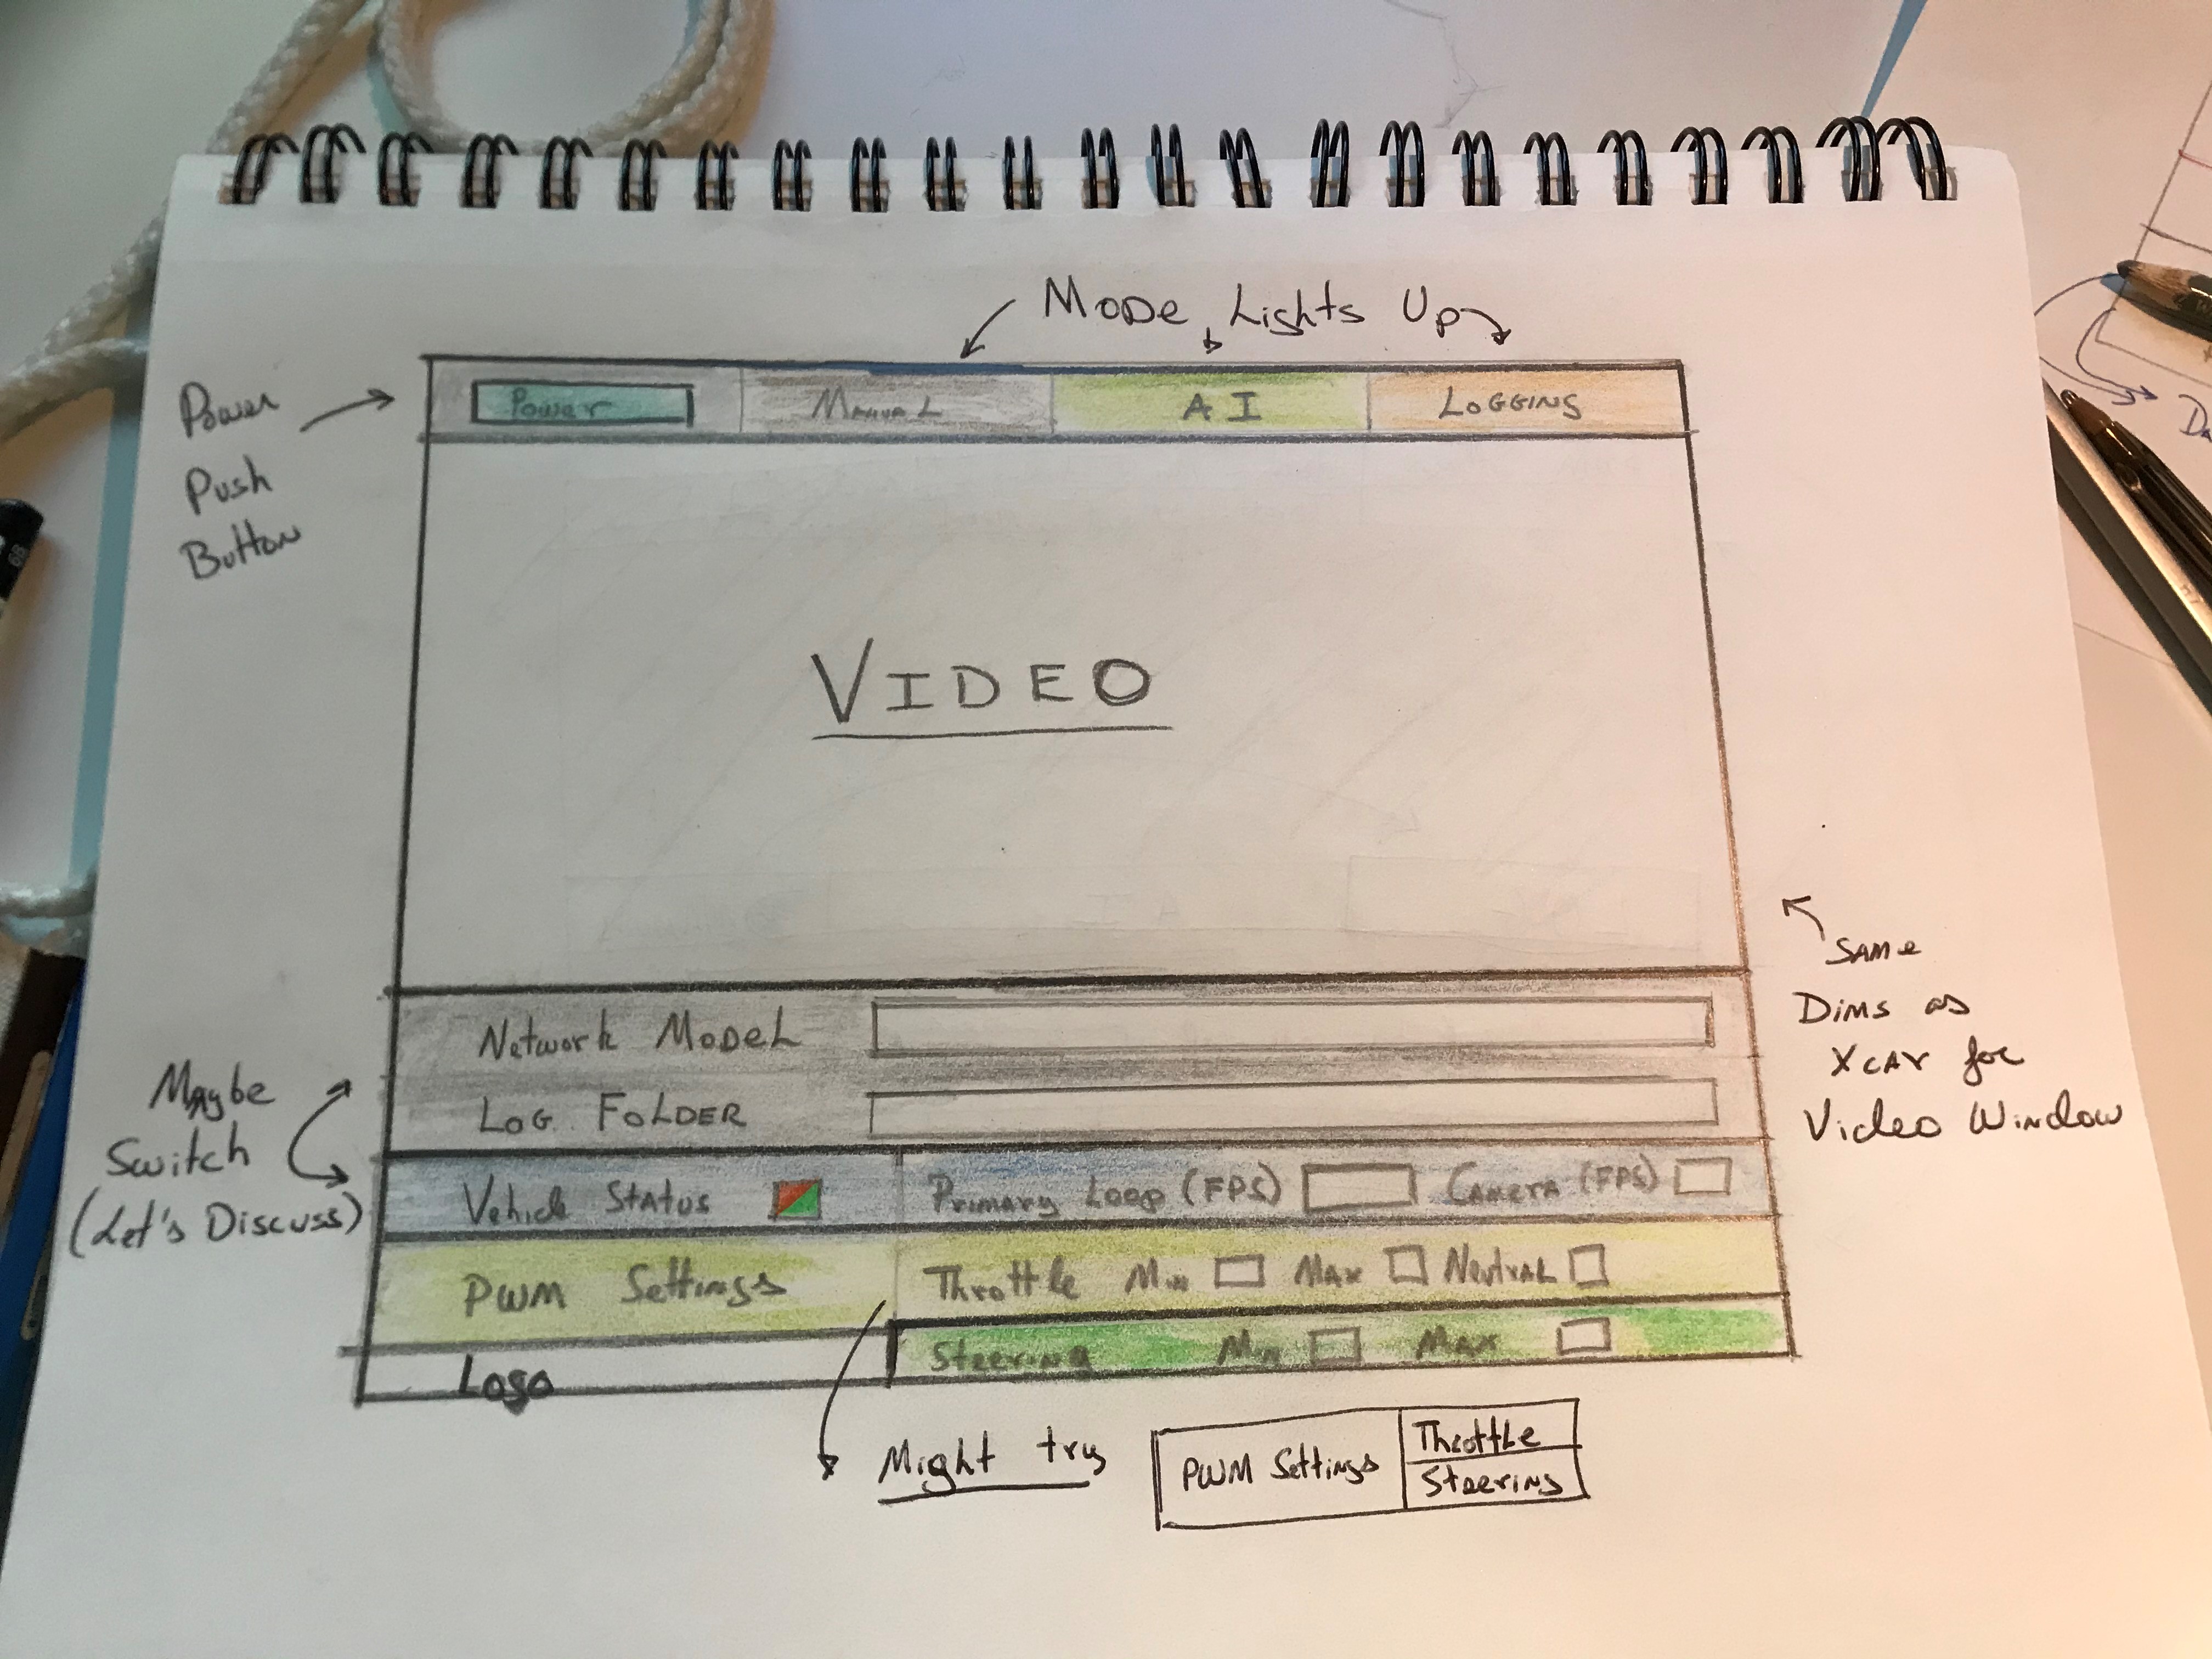 Mode Lights Up
Power
Push
Button
Power Manual AI Logging
VIDEO
Same
Dims as
Xcar for
Video Window
Network Model
Log Folder
Maybe
Switch
(Let's Discuss)
Vehicle Status Primary Loop (FPS) Camera (FPS)
PWM Settings Throttle Min Max Neutral
Logo Steering Min Max
Might try PWM Settings Throttle
Steering